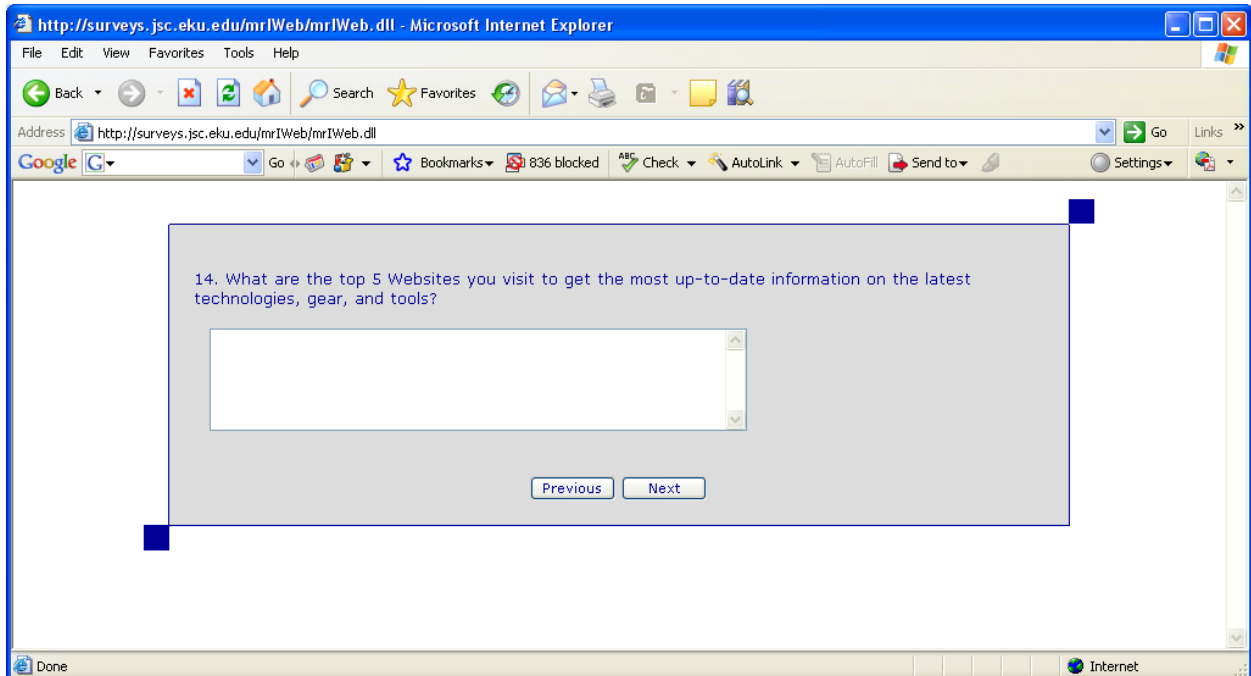 http://surveys.jsc.eku.edu/mrIWeb/mrIWeb.dll - Microsoft Internet Explorer
File Edit View Favorites Tools Help
Back Search Favorites
Address http://surveys.jsc.eku.edu/mrIWeb/mrIWeb.dll Go Links »
Google G Go Bookmarks 836 blocked ABC Check AutoLink AutoFill Send to Settings
14. What are the top 5 Websites you visit to get the most up-to-date information on the latest
technologies, gear, and tools?
Previous Next
Done Internet